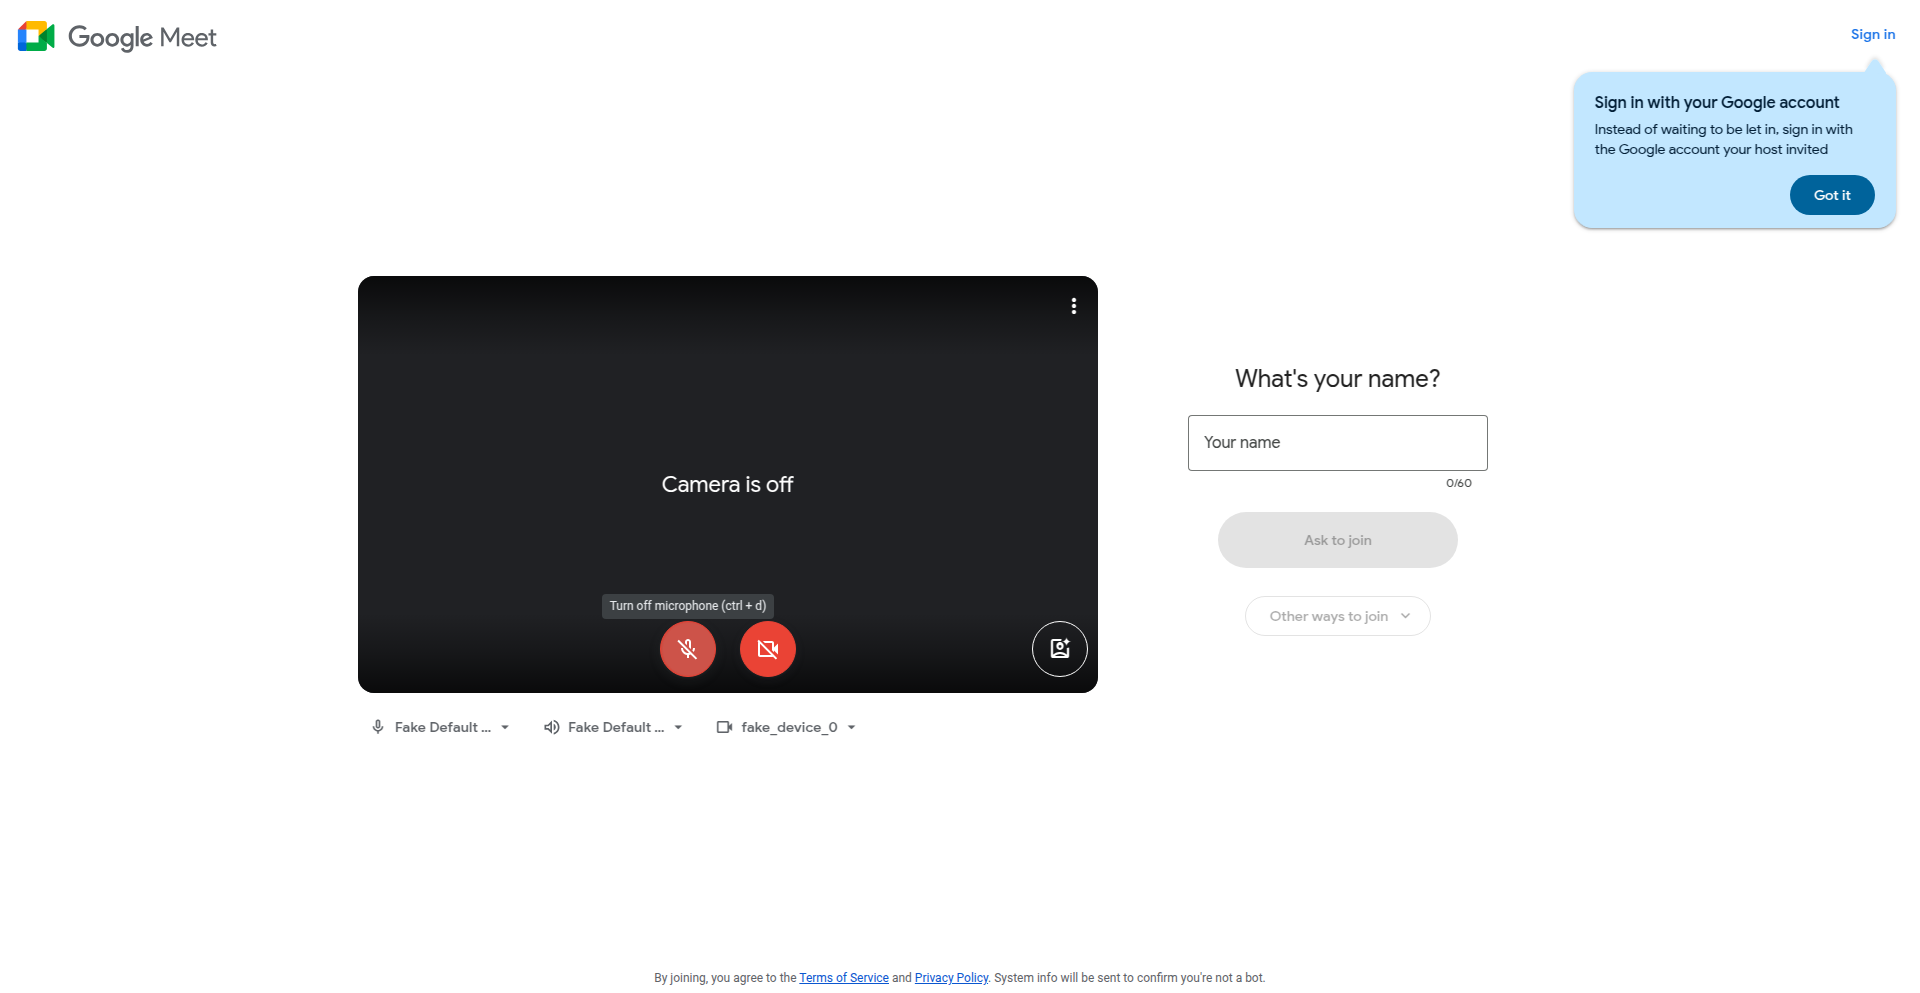 Google Meet
Sign in
Sign in with your Google account
Instead of waiting to be let in, sign in with
the Google account your host invited
Got it
Camera is off
Turn off microphone (ctrl + d)
Fake Default ...
Fake Default ...
fake_device_0
What's your name?
Your name
0/60
Ask to join
Other ways to join
By joining, you agree to the Terms of Service and Privacy Policy. System info will be sent to confirm you're not a bot.